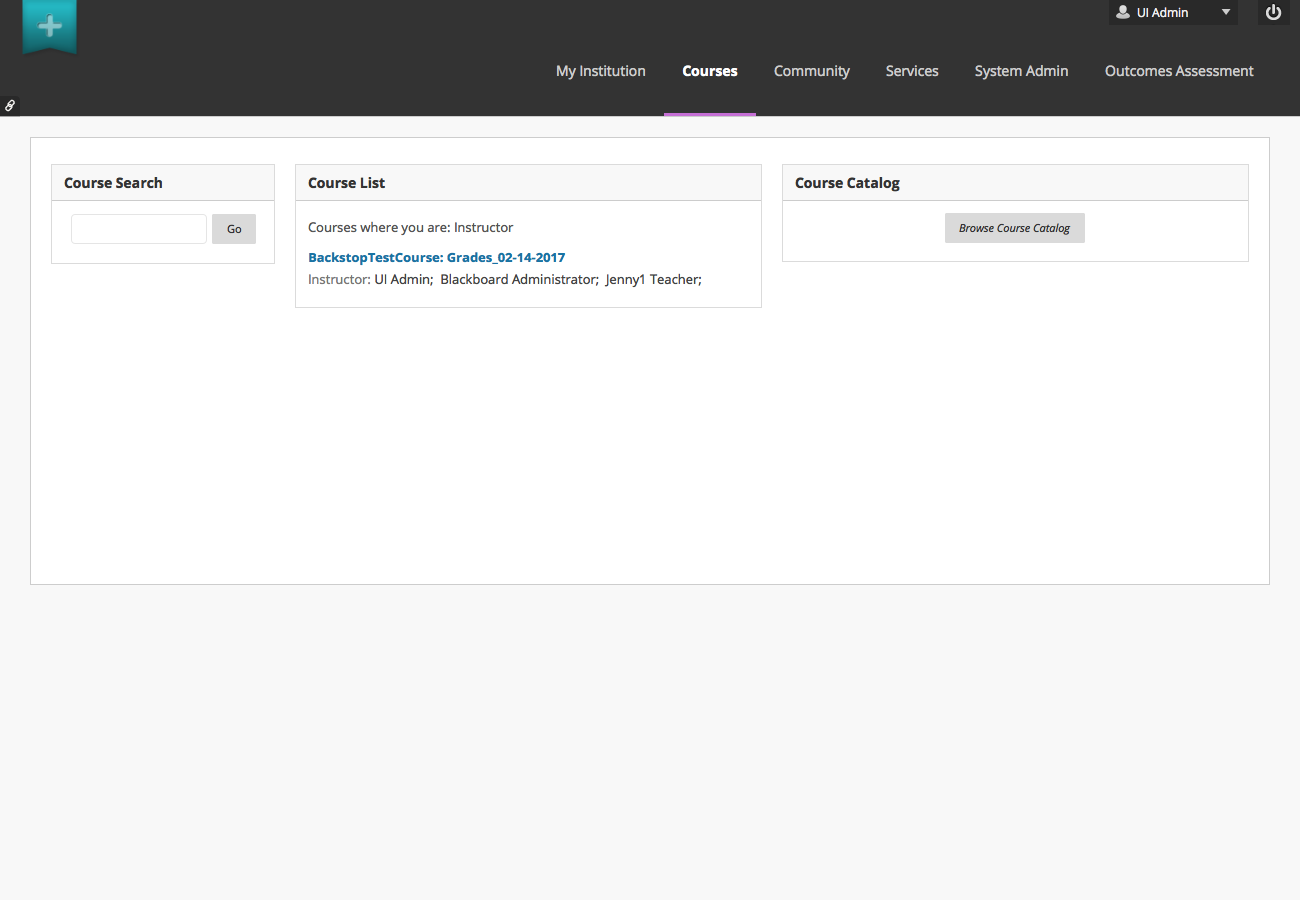 UI Admin
My Institution
Courses
Community
Services
System Admin
Outcomes Assessment
Course Search
Go
Course List
Courses where you are: Instructor
BackstopTestCourse: Grades_02-14-2017
Instructor: UI Admin;  Blackboard Administrator;  Jenny1 Teacher;
Course Catalog
Browse Course Catalog